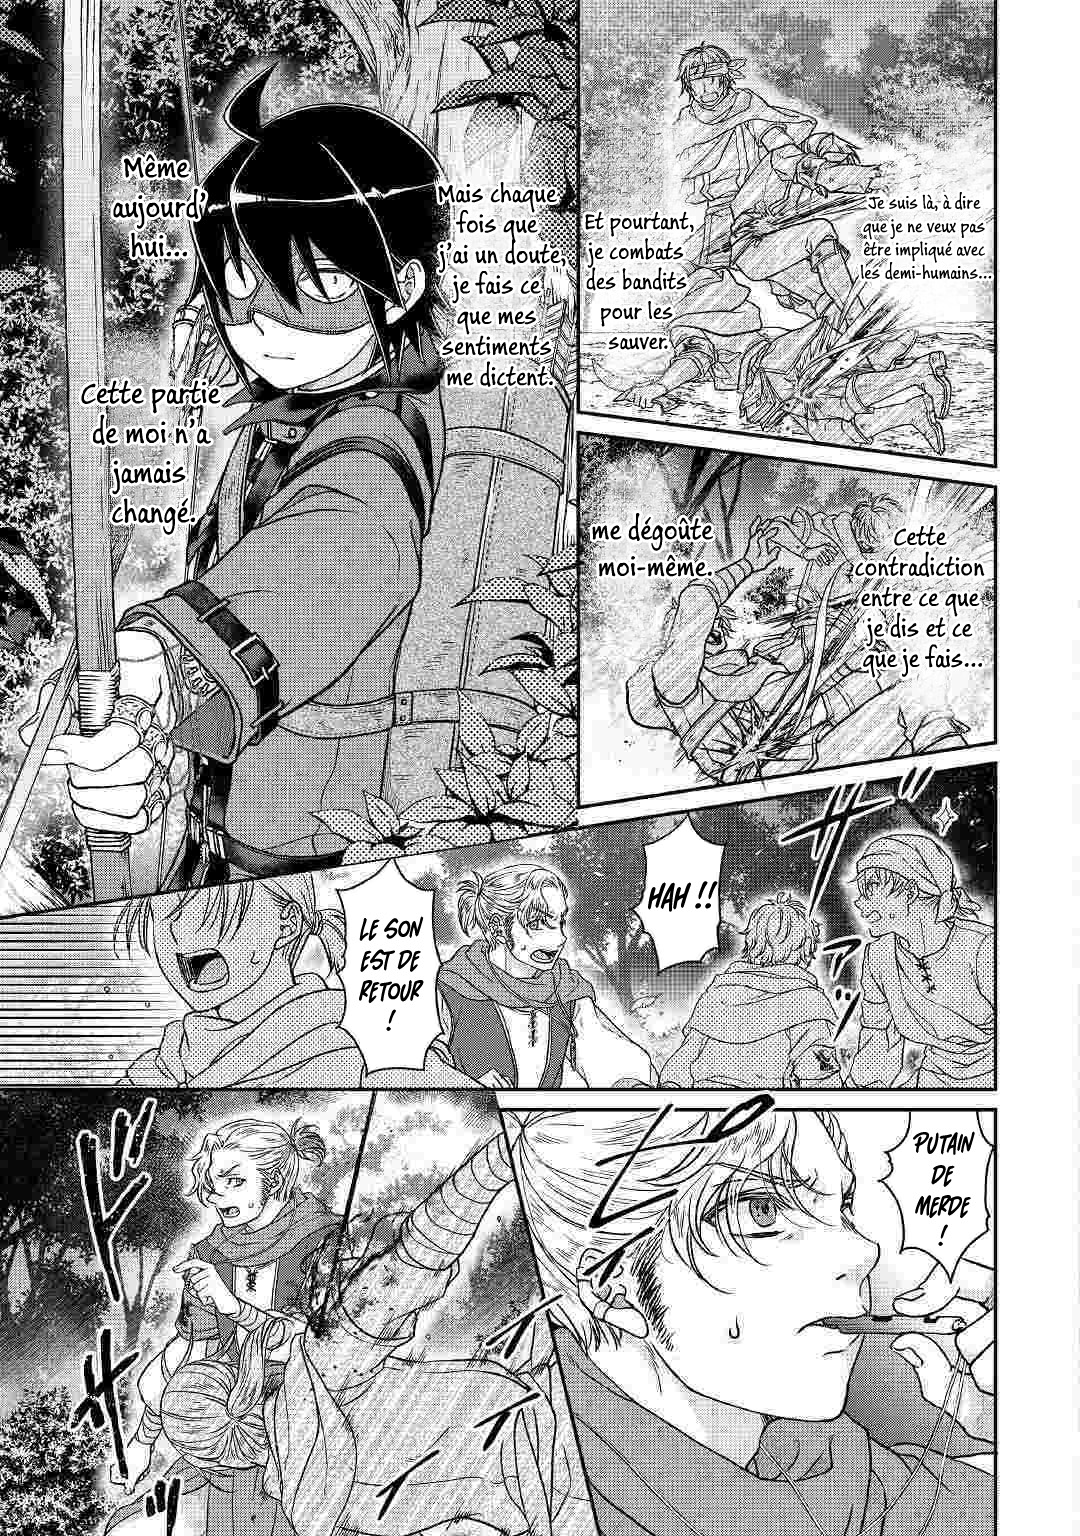 Je suis là, à dire
que je ne veux pas
être impliqué avec
les demi-humains...
Et pourtant,
je combats
des bandits
pour les
sauver.
Cette
contradiction
entre ce que
je dis et ce
que je fais...
me dégoûte
moi-même.
Mais chaque
fois que
j'ai un doute,
je fais ce
que mes
sentiments
me dictent.
Même
aujourd'
hui...
Cette partie
de moi n'a
jamais
changé.
HAH !!
LE SON
EST DE
RETOUR
!
PUTAIN
DE
MERDE
!